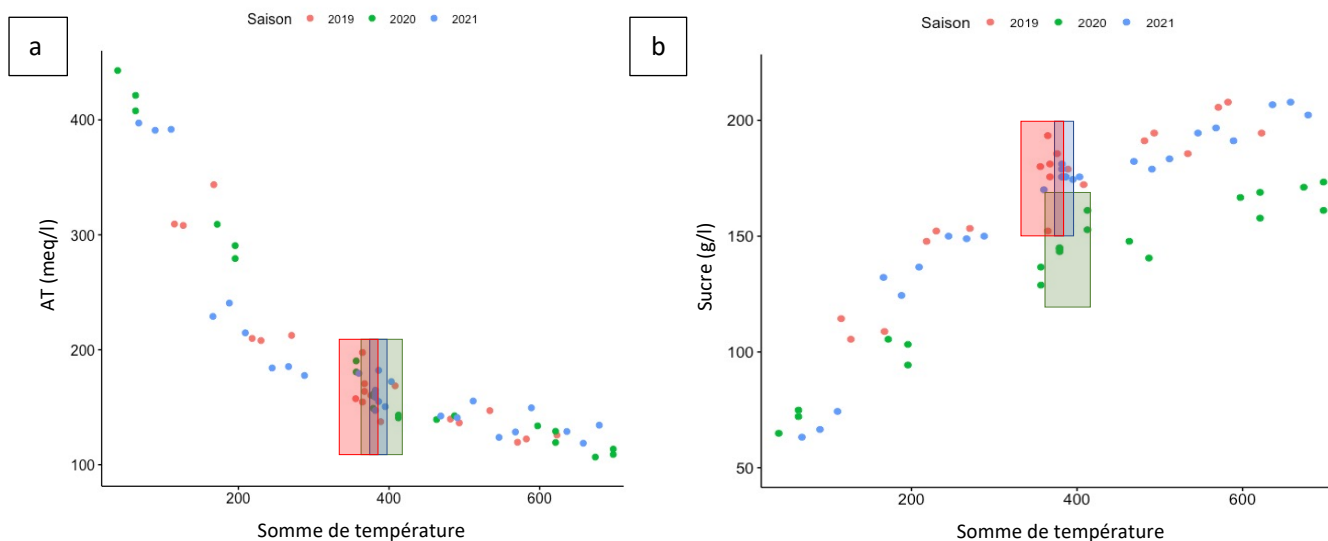 a
Saison 2019 2020 2021
400
300
200
100
AT (meq/l)
200 400 600
Somme de température
b
Saison 2019 2020 2021
200
150
100
50
Sucre (g/l)
200 400 600
Somme de température